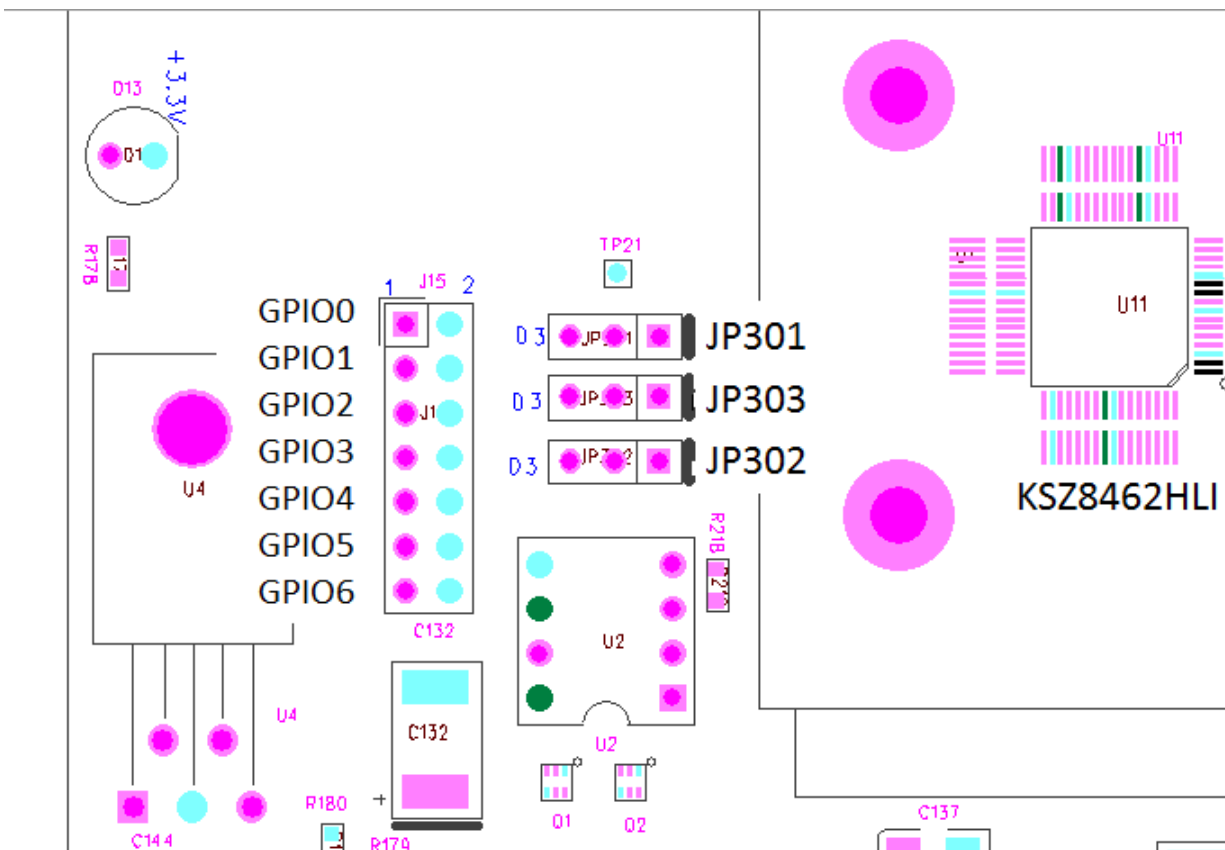 +3.3V
D13
U11
R178
TP21
1 J15 2
GPIO0
D3
JP301
GPIO1
U11
GPIO2
D3
JP303
GPIO3
D3
JP302
U4
GPIO4
KSZ8462HLI
GPIO5
R218
GPIO6
C132
U2
U4
C132
U2
R180
+
Q1
Q2
C137
C144
R179